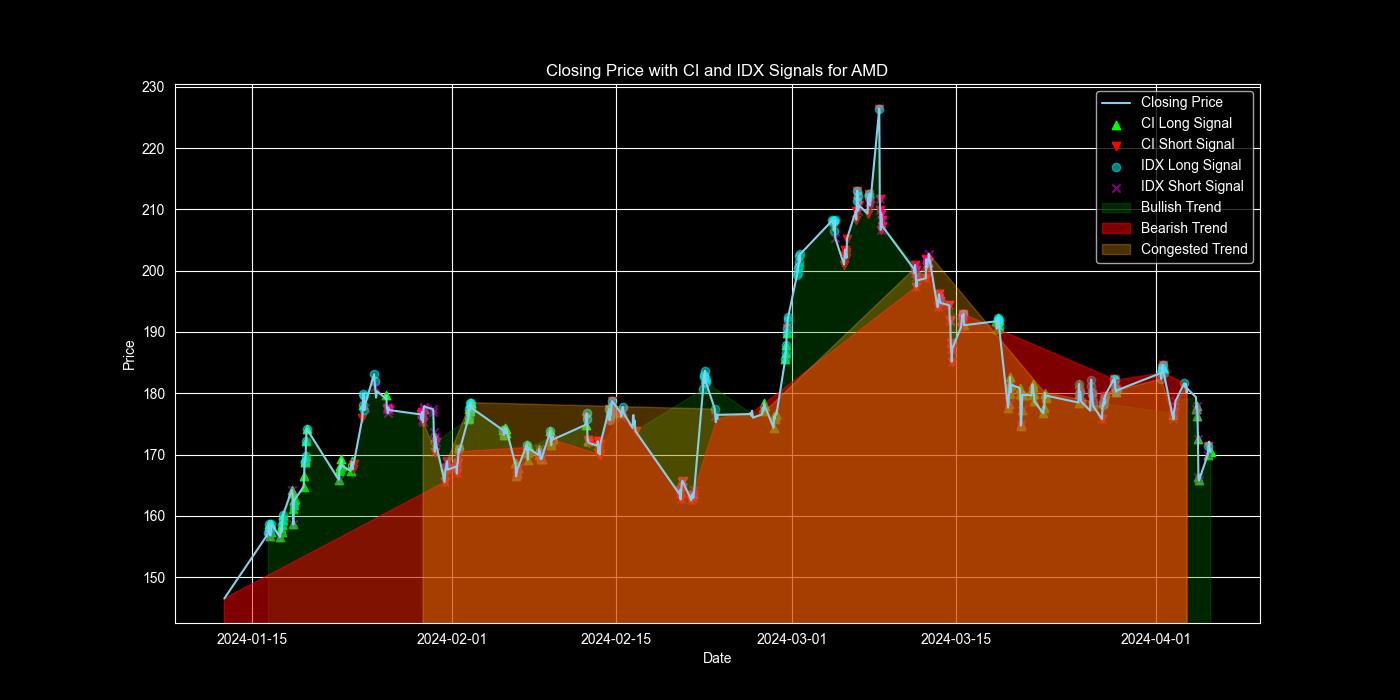 Closing Price with CI and IDX Signals for AMD
230
220
210
200
190
180
170
160
150
Price
2024-01-15
2024-02-01
2024-02-15
2024-03-01
2024-03-15
2024-04-01
Date
Closing Price
CI Long Signal
CI Short Signal
IDX Long Signal
IDX Short Signal
Bullish Trend
Bearish Trend
Congested Trend